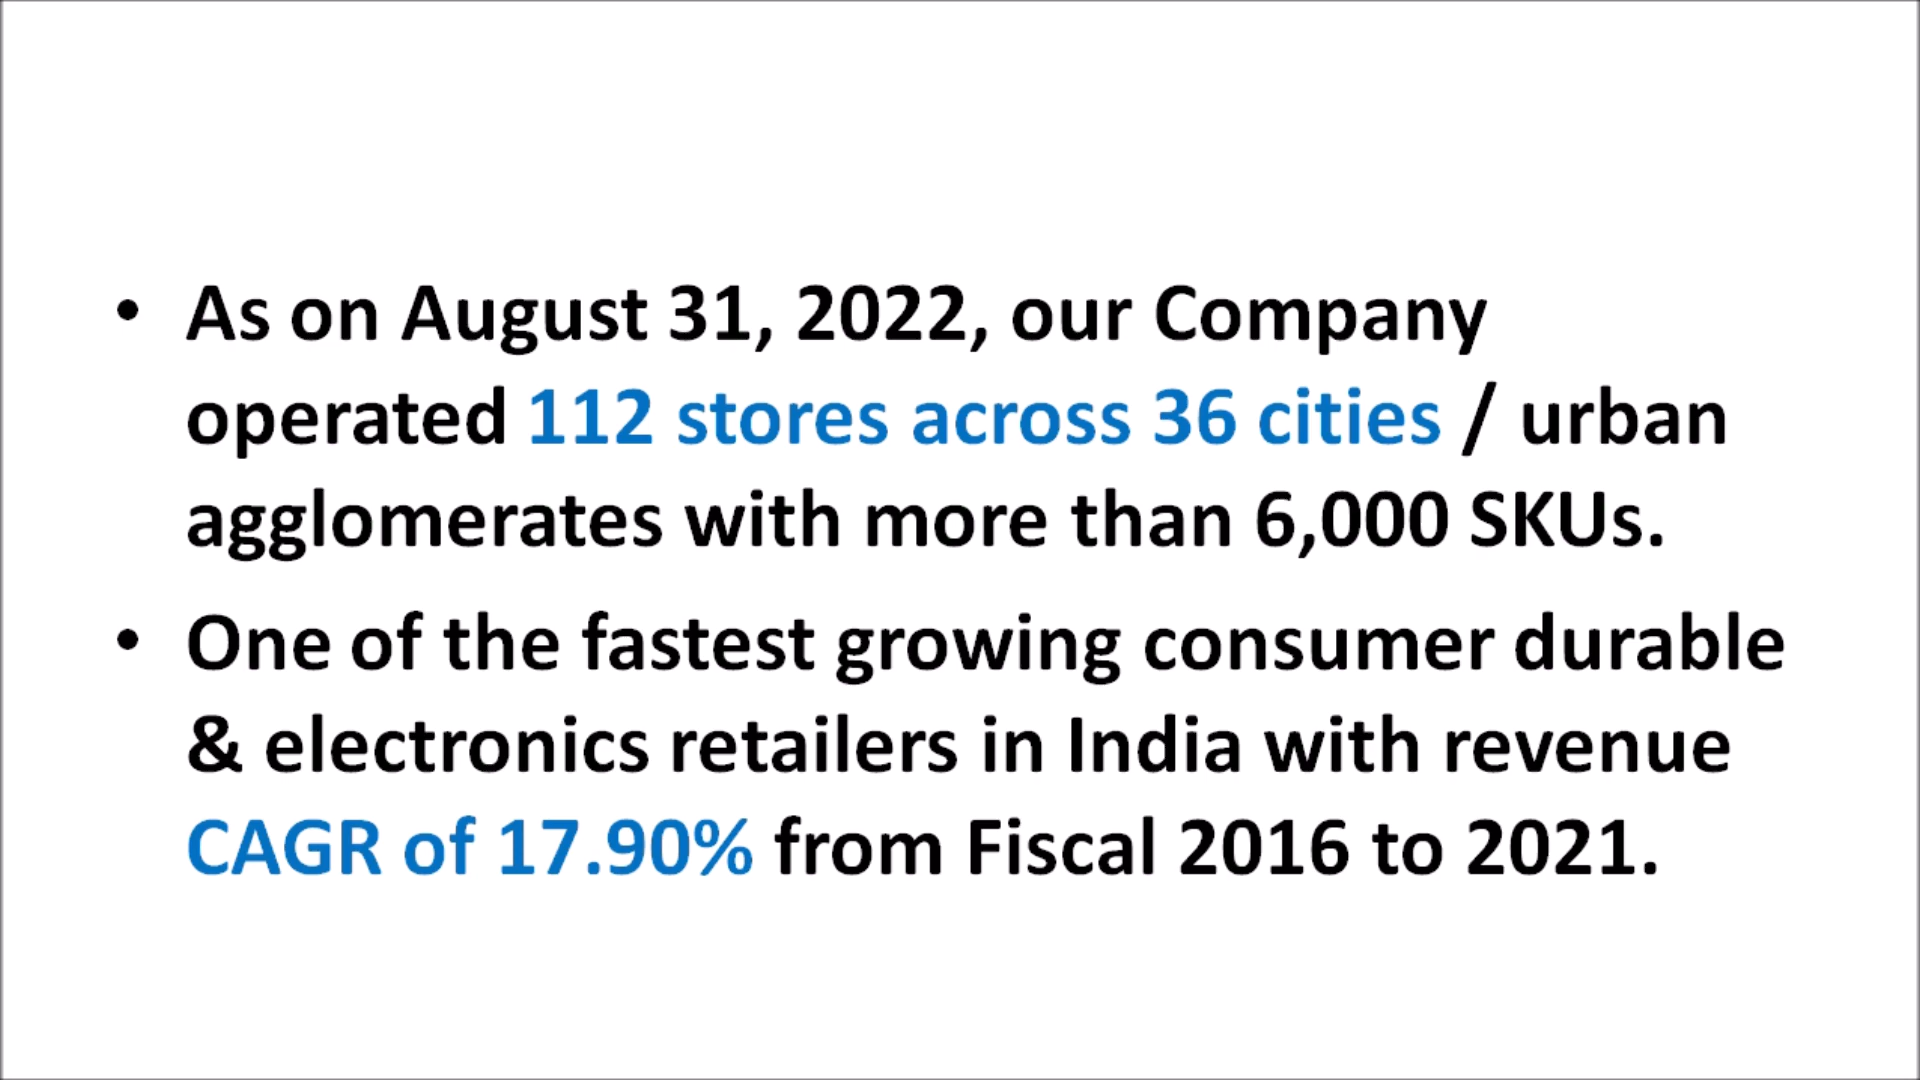 • As on August 31, 2022, our Company
operated 112 stores across 36 cities / urban
agglomerates with more than 6,000 SKUs.
• One of the fastest growing consumer durable
& electronics retailers in India with revenue
CAGR of 17.90% from Fiscal 2016 to 2021.